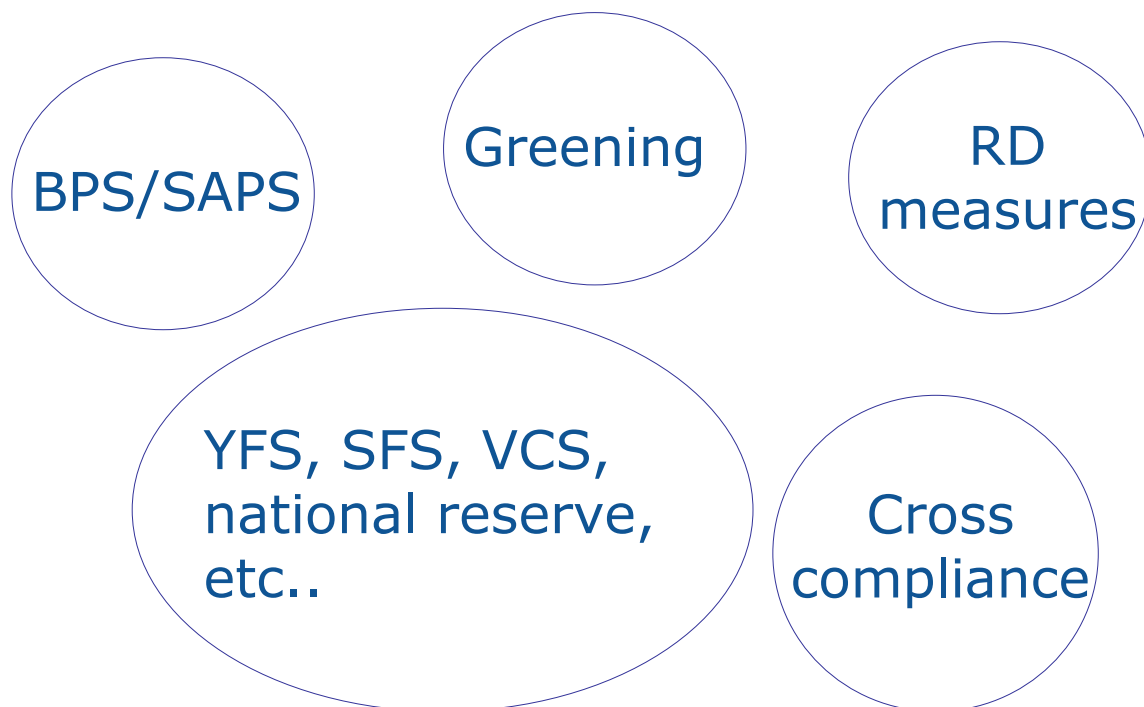 BPS/SAPS
Greening
RD
measures
YFS, SFS, VCS,
national reserve,
etc..
Cross
compliance